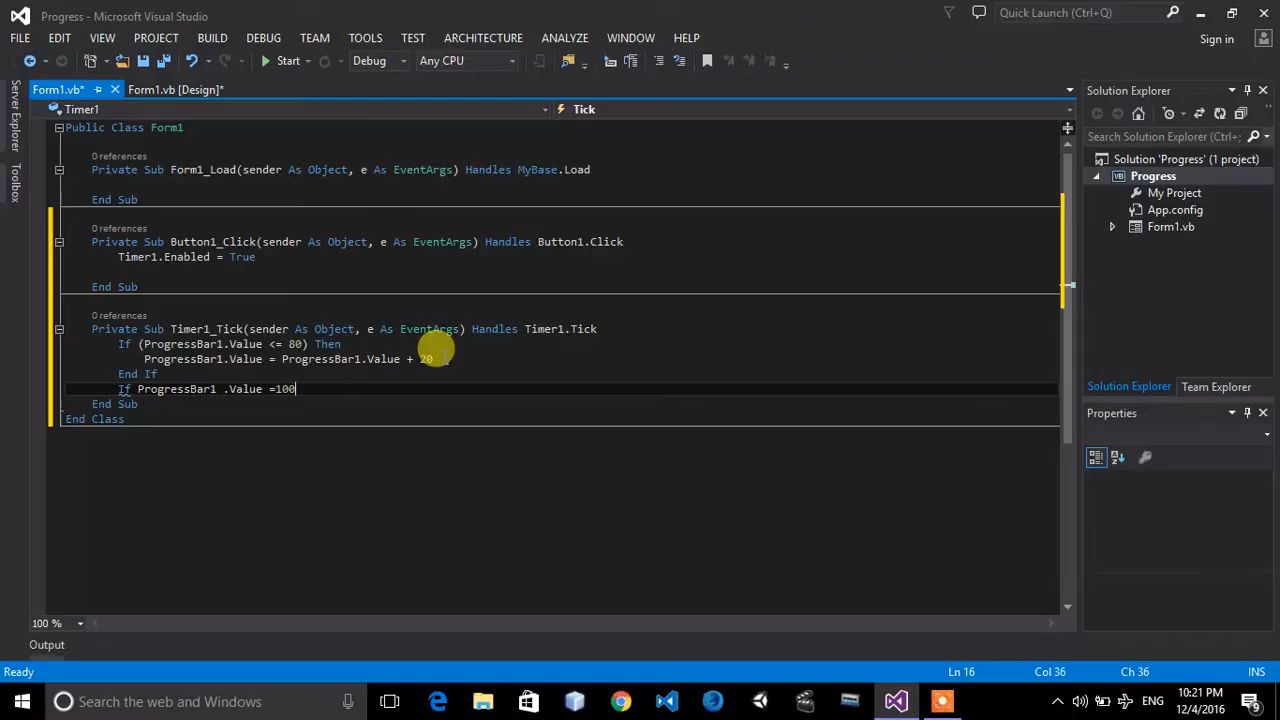 Progress - Microsoft Visual Studio
Quick Launch (Ctrl+Q)
FILE EDIT VIEW PROJECT BUILD DEBUG TEAM TOOLS TEST ARCHITECTURE ANALYZE WINDOW HELP
Sign in
Start Debug Any CPU
Form1.vb* Form1.vb [Design]*
Timer1 Tick
Server Explorer
Toolbox
Public Class Form1
0 references
Private Sub Form1_Load(sender As Object, e As EventArgs) Handles MyBase.Load
End Sub
0 references
Private Sub Button1_Click(sender As Object, e As EventArgs) Handles Button1.Click
Timer1.Enabled = True
End Sub
0 references
Private Sub Timer1_Tick(sender As Object, e As EventArgs) Handles Timer1.Tick
If (ProgressBar1.Value <= 80) Then
ProgressBar1.Value = ProgressBar1.Value + 20
End If
If ProgressBar1 .Value =100
End Sub
End Class
100 %
Output
Solution Explorer
Search Solution Explorer (Ctrl+;)
Solution 'Progress' (1 project)
Progress
My Project
App.config
Form1.vb
Solution Explorer Team Explorer
Properties
Ready Ln 16 Col 36 Ch 36 INS
Search the web and Windows
ENG
10:21 PM
12/4/2016
9